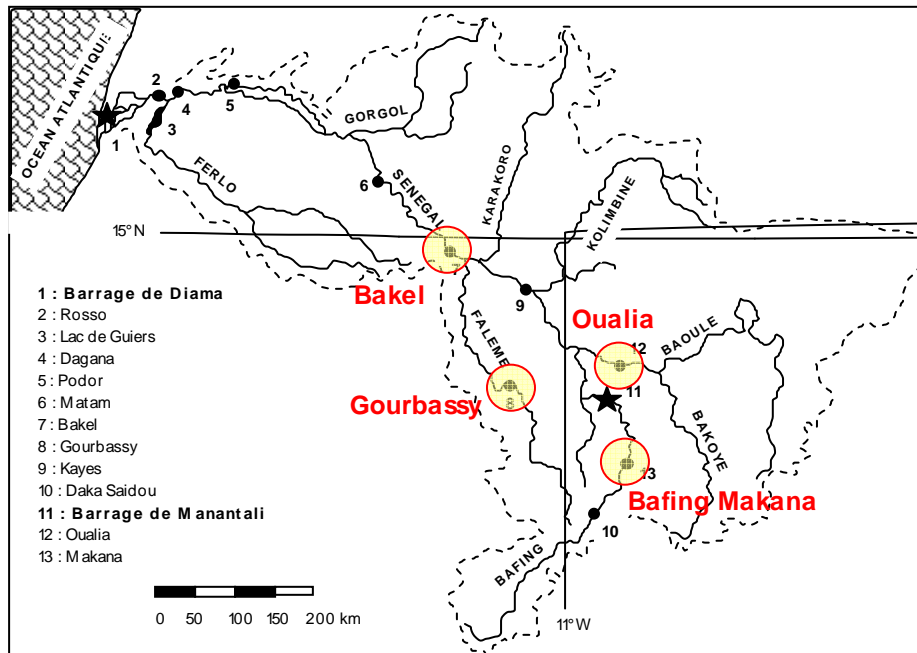 OCEAN ATLANTIQUE
2
4
5
1
3
GORGOL
FERLO
6
SENEGAL
KARAKORO
KOLIMBINE
15° N
7
Bakel
9
Oualia
1 : Barrage de Diama
2 : Rosso
3 : Lac de Guiers
4 : Dagana
5 : Podor
6 : Matam
7 : Bakel
8 : Gourbassy
9 : Kayes
10 : Daka Saidou
11 : Barrage de Manantali
12 : Oualia
13 : Makana
FALEME
12
BAOULE
11
Gourbassy
8
BAKOYE
13
Bafing Makana
10
BAFING
0 50 100 150 200 km
11° W